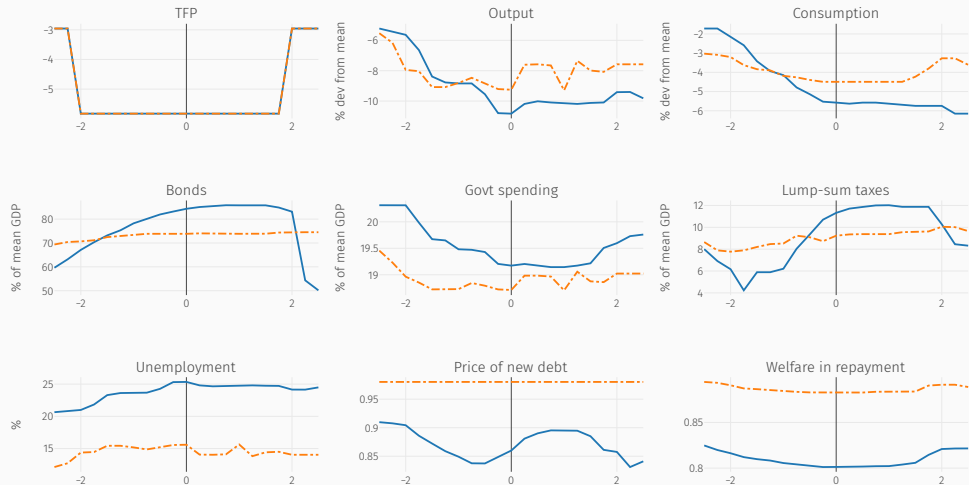 TFP
−3
−4
−5
−2 0 2
Output
% dev from mean
−6
−8
−10
−2 0 2
Consumption
% dev from mean
−2
−3
−4
−5
−6
−2 0 2
Bonds
% of mean GDP
80
70
60
50
−2 0 2
Govt spending
% of mean GDP
20
19.5
19
−2 0 2
Lump-sum taxes
% of mean GDP
12
10
8
6
4
−2 0 2
Unemployment
%
25
20
15
−2 0 2
Price of new debt
0.95
0.9
0.85
−2 0 2
Welfare in repayment
0.85
0.8
−2 0 2